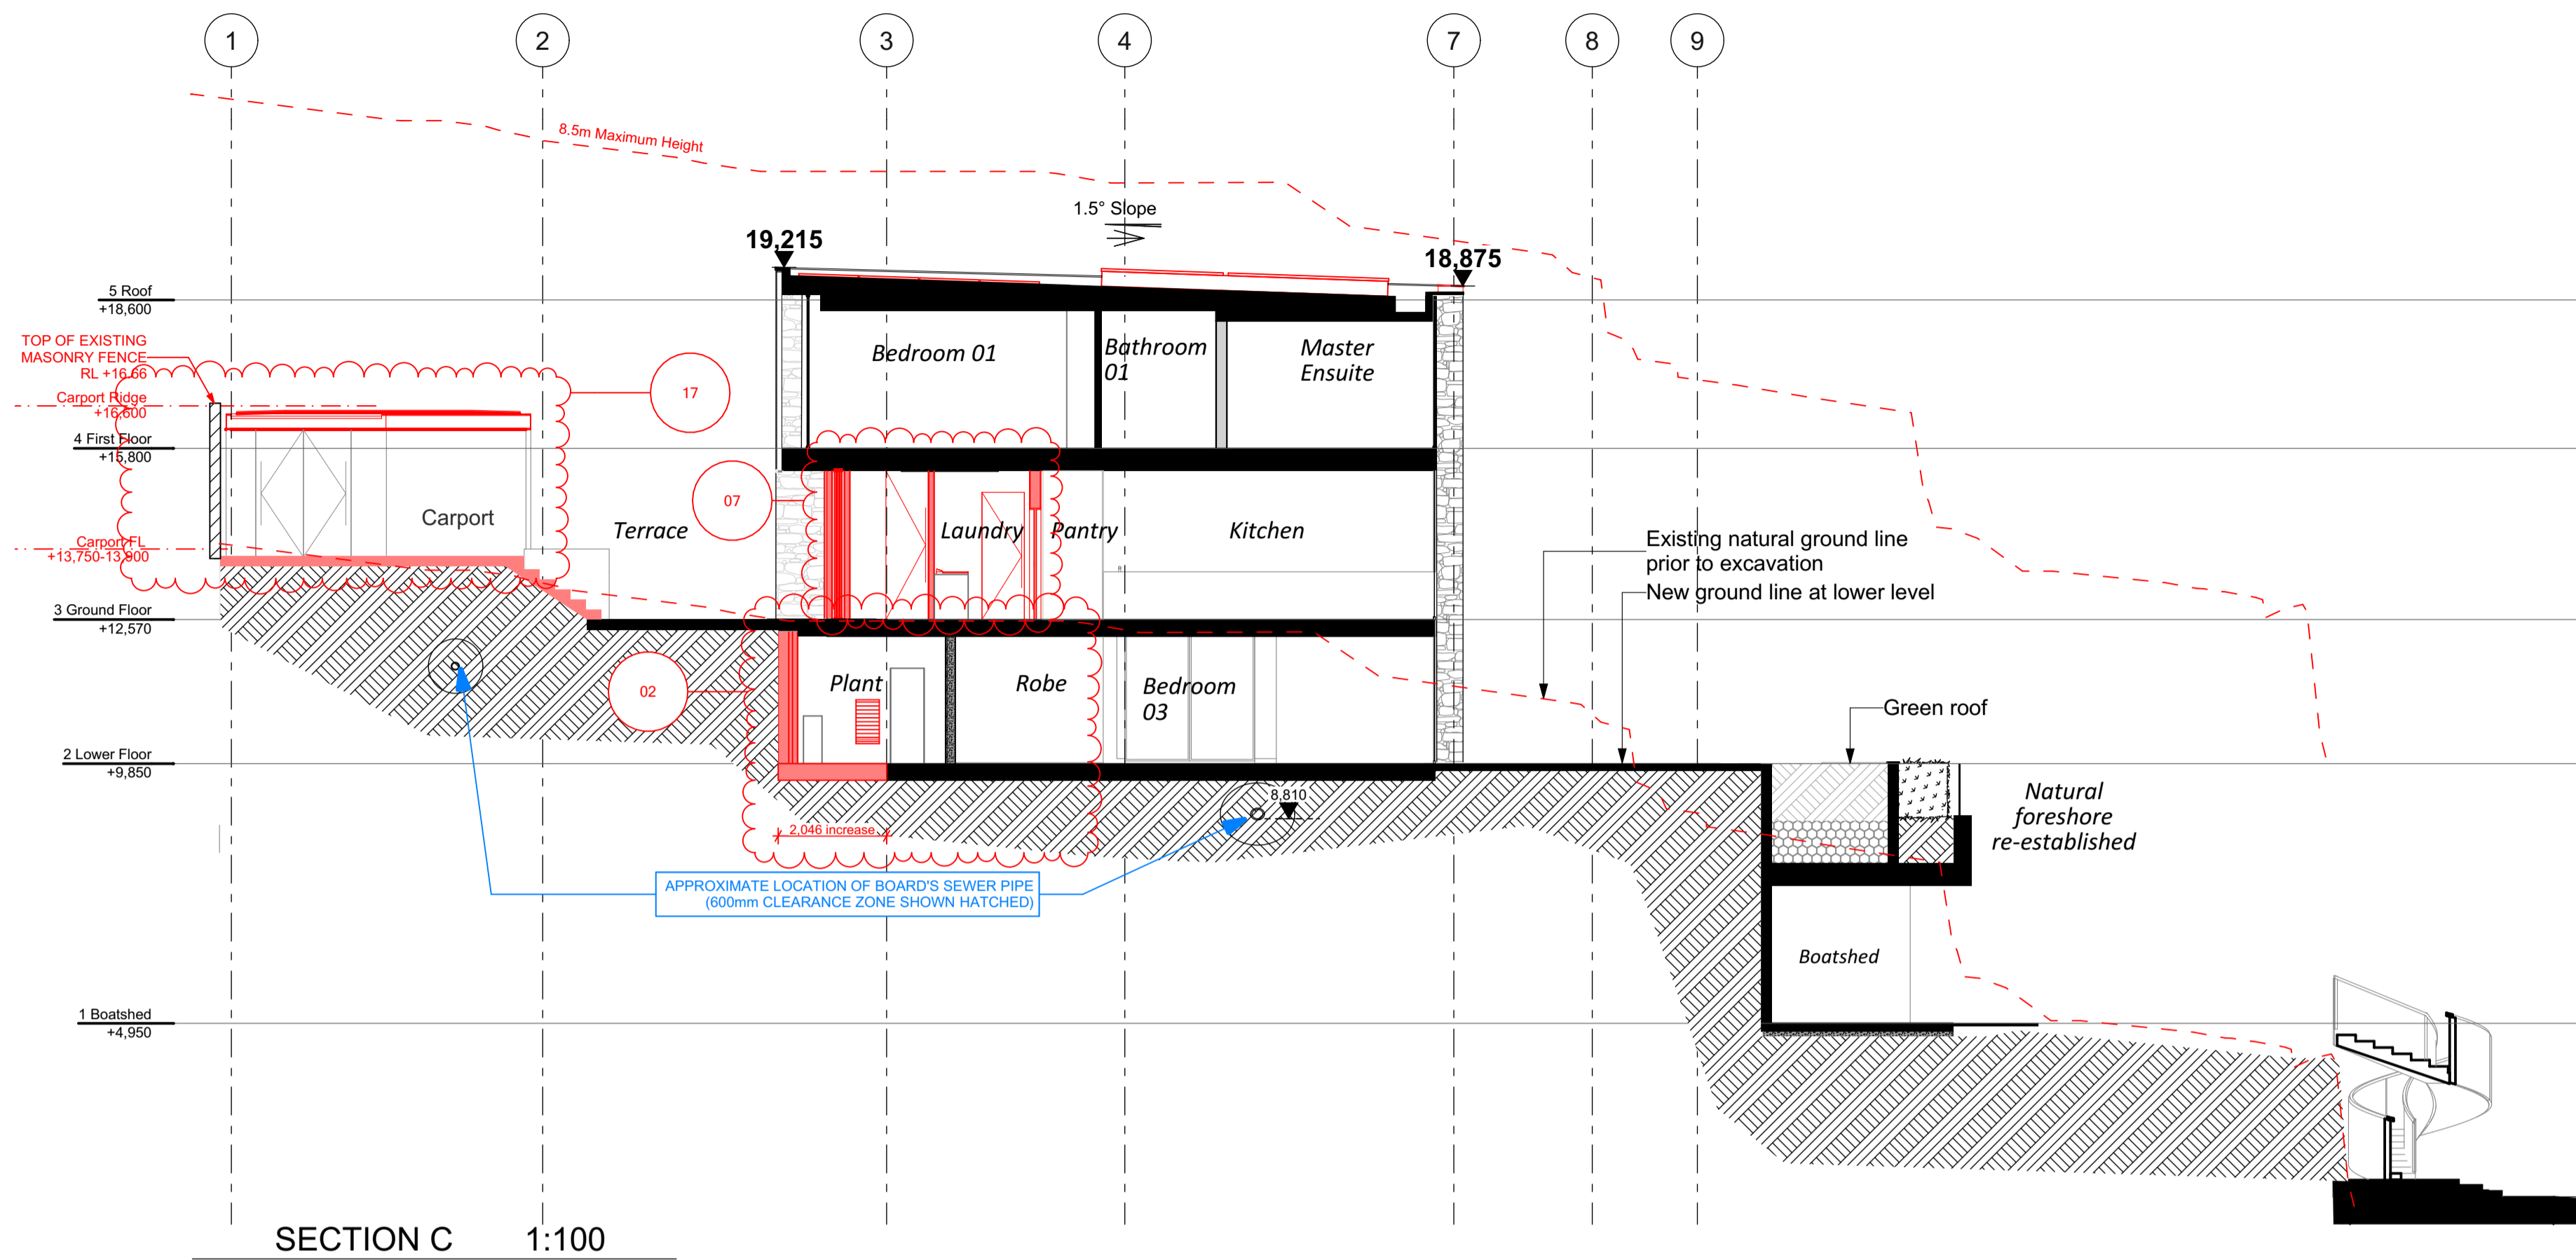 1
2
3
4
7
8
9
8.5m Maximum Height
1.5° Slope
19,215
18,875
5 Roof
+18,600
TOP OF EXISTING
MASONRY FENCE
RL +16.66
Carport Ridge
+16,600
4 First Floor
+15,800
Carport FL
+13,750-13,900
3 Ground Floor
+12,570
2 Lower Floor
+9,850
1 Boatshed
+4,950
17
07
02
Bedroom 01
Bathroom
01
Master
Ensuite
Carport
Terrace
Laundry
Pantry
Kitchen
Existing natural ground line
prior to excavation
New ground line at lower level
Plant
Robe
Bedroom
03
Green roof
8,810
2,046 increase
Natural
foreshore
re-established
APPROXIMATE LOCATION OF BOARD'S SEWER PIPE
(600mm CLEARANCE ZONE SHOWN HATCHED)
Boatshed
SECTION C 1:100